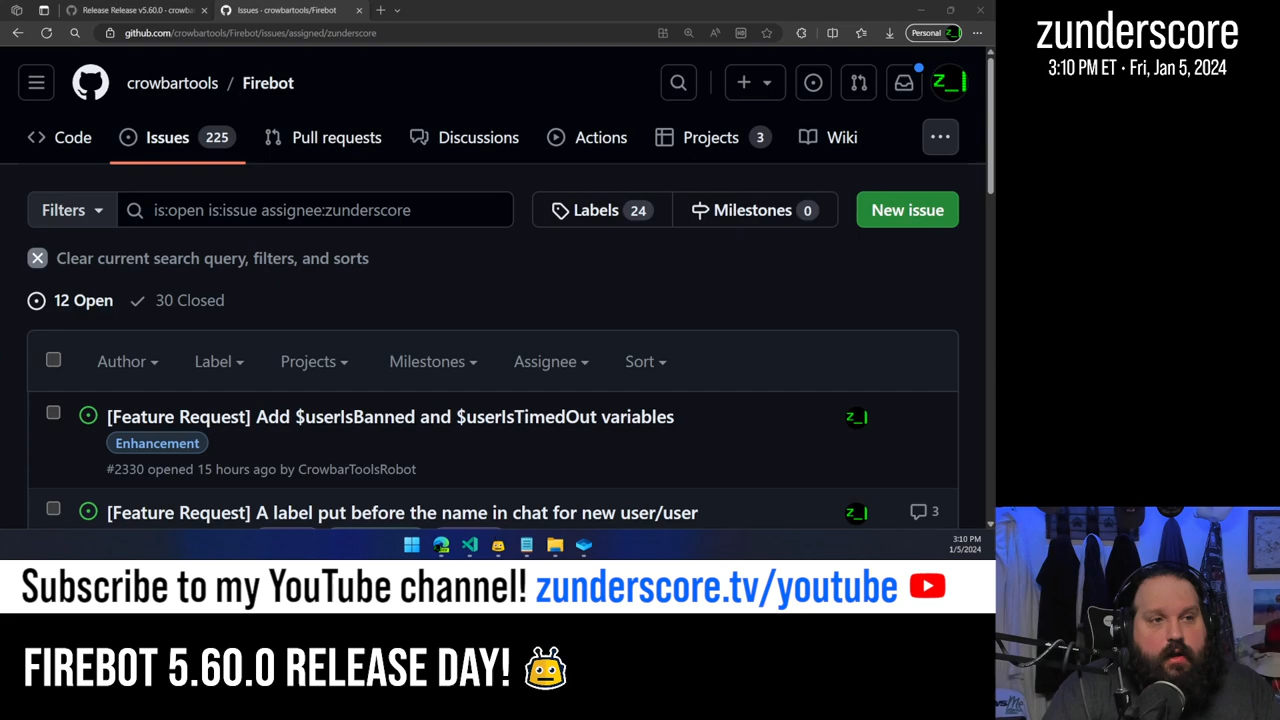 Release Release v5.60.0 · crowba
Issues · crowbartools/Firebot
github.com/crowbartools/Firebot/issues/assigned/zunderscore
Personal
crowbartools / Firebot
Code
Issues 225
Pull requests
Discussions
Actions
Projects 3
Wiki
Filters
is:open is:issue assignee:zunderscore
Labels 24
Milestones 0
New issue
Clear current search query, filters, and sorts
12 Open
30 Closed
Author
Label
Projects
Milestones
Assignee
Sort
[Feature Request] Add $userIsBanned and $userIsTimedOut variables
Enhancement
#2330 opened 15 hours ago by CrowbarToolsRobot
[Feature Request] A label put before the name in chat for new user/user
3
3:10 PM
1/5/2024
zunderscore
3:10 PM ET · Fri, Jan 5, 2024
Subscribe to my YouTube channel! zunderscore.tv/youtube
FIREBOT 5.60.0 RELEASE DAY!